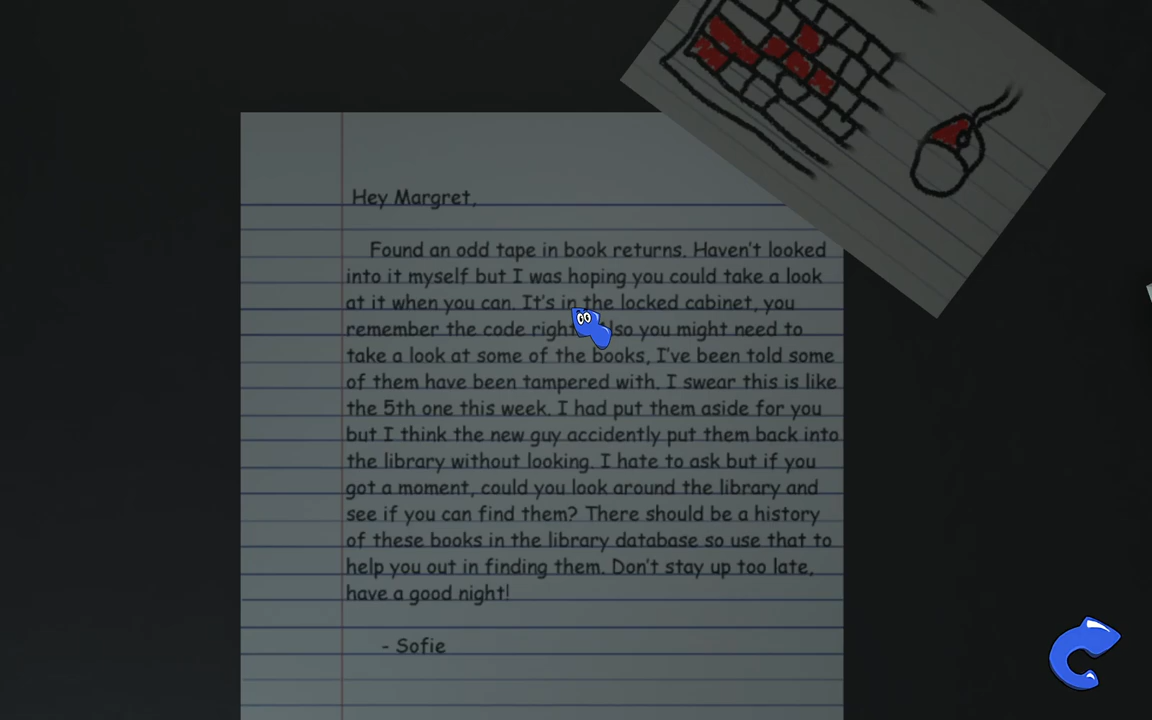 Hey Margret,
Found an odd tape in book returns. Haven't looked
into it myself but I was hoping you could take a look
at it when you can. It's in the locked cabinet, you
remember the code right Also you might need to
take a look at some of the books, I've been told some
of them have been tampered with. I swear this is like
the 5th one this week. I had put them aside for you
but I think the new guy accidently put them back into
the library without looking. I hate to ask but if you
got a moment, could you look around the library and
see if you can find them? There should be a history
of these books in the library database so use that to
help you out in finding them. Don't stay up too late,
have a good night!
- Sofie